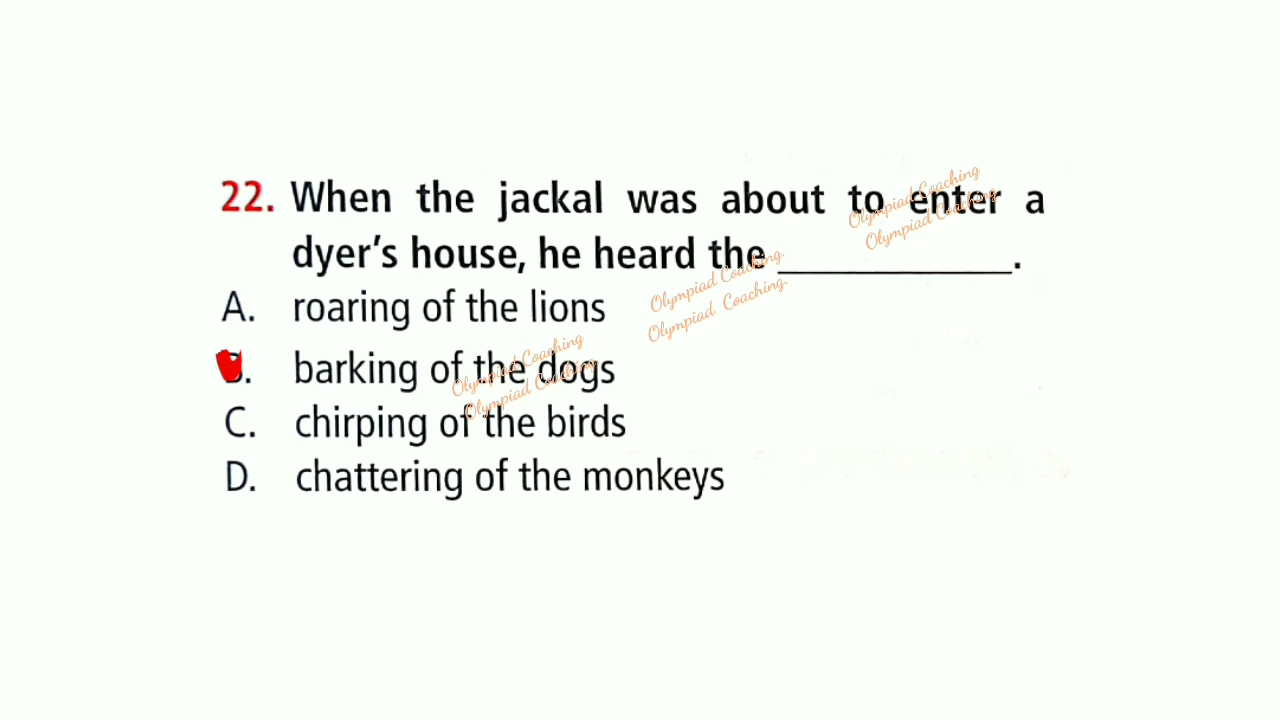 22. When the jackal was about to enter a
dyer's house, he heard the ____________.
A. roaring of the lions
B. barking of the dogs
C. chirping of the birds
D. chattering of the monkeys
Olympiad Coaching
Olympiad Coaching
Olympiad Coaching.
Olympiad Coaching.
Olympiad Coaching
Olympiad Coaching